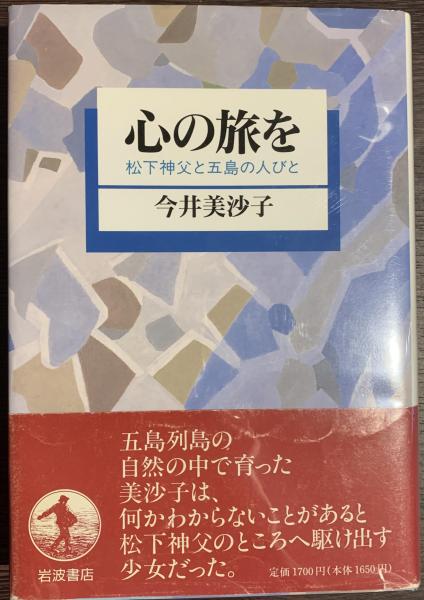 心の旅を
松下神父と五島の人びと
今井美沙子
五島列島の
自然の中で育った
美沙子は、
何かわからないことがあると
松下神父のところへ駆け出す
少女だった。
定価1700円(本体1650円)
岩波書店